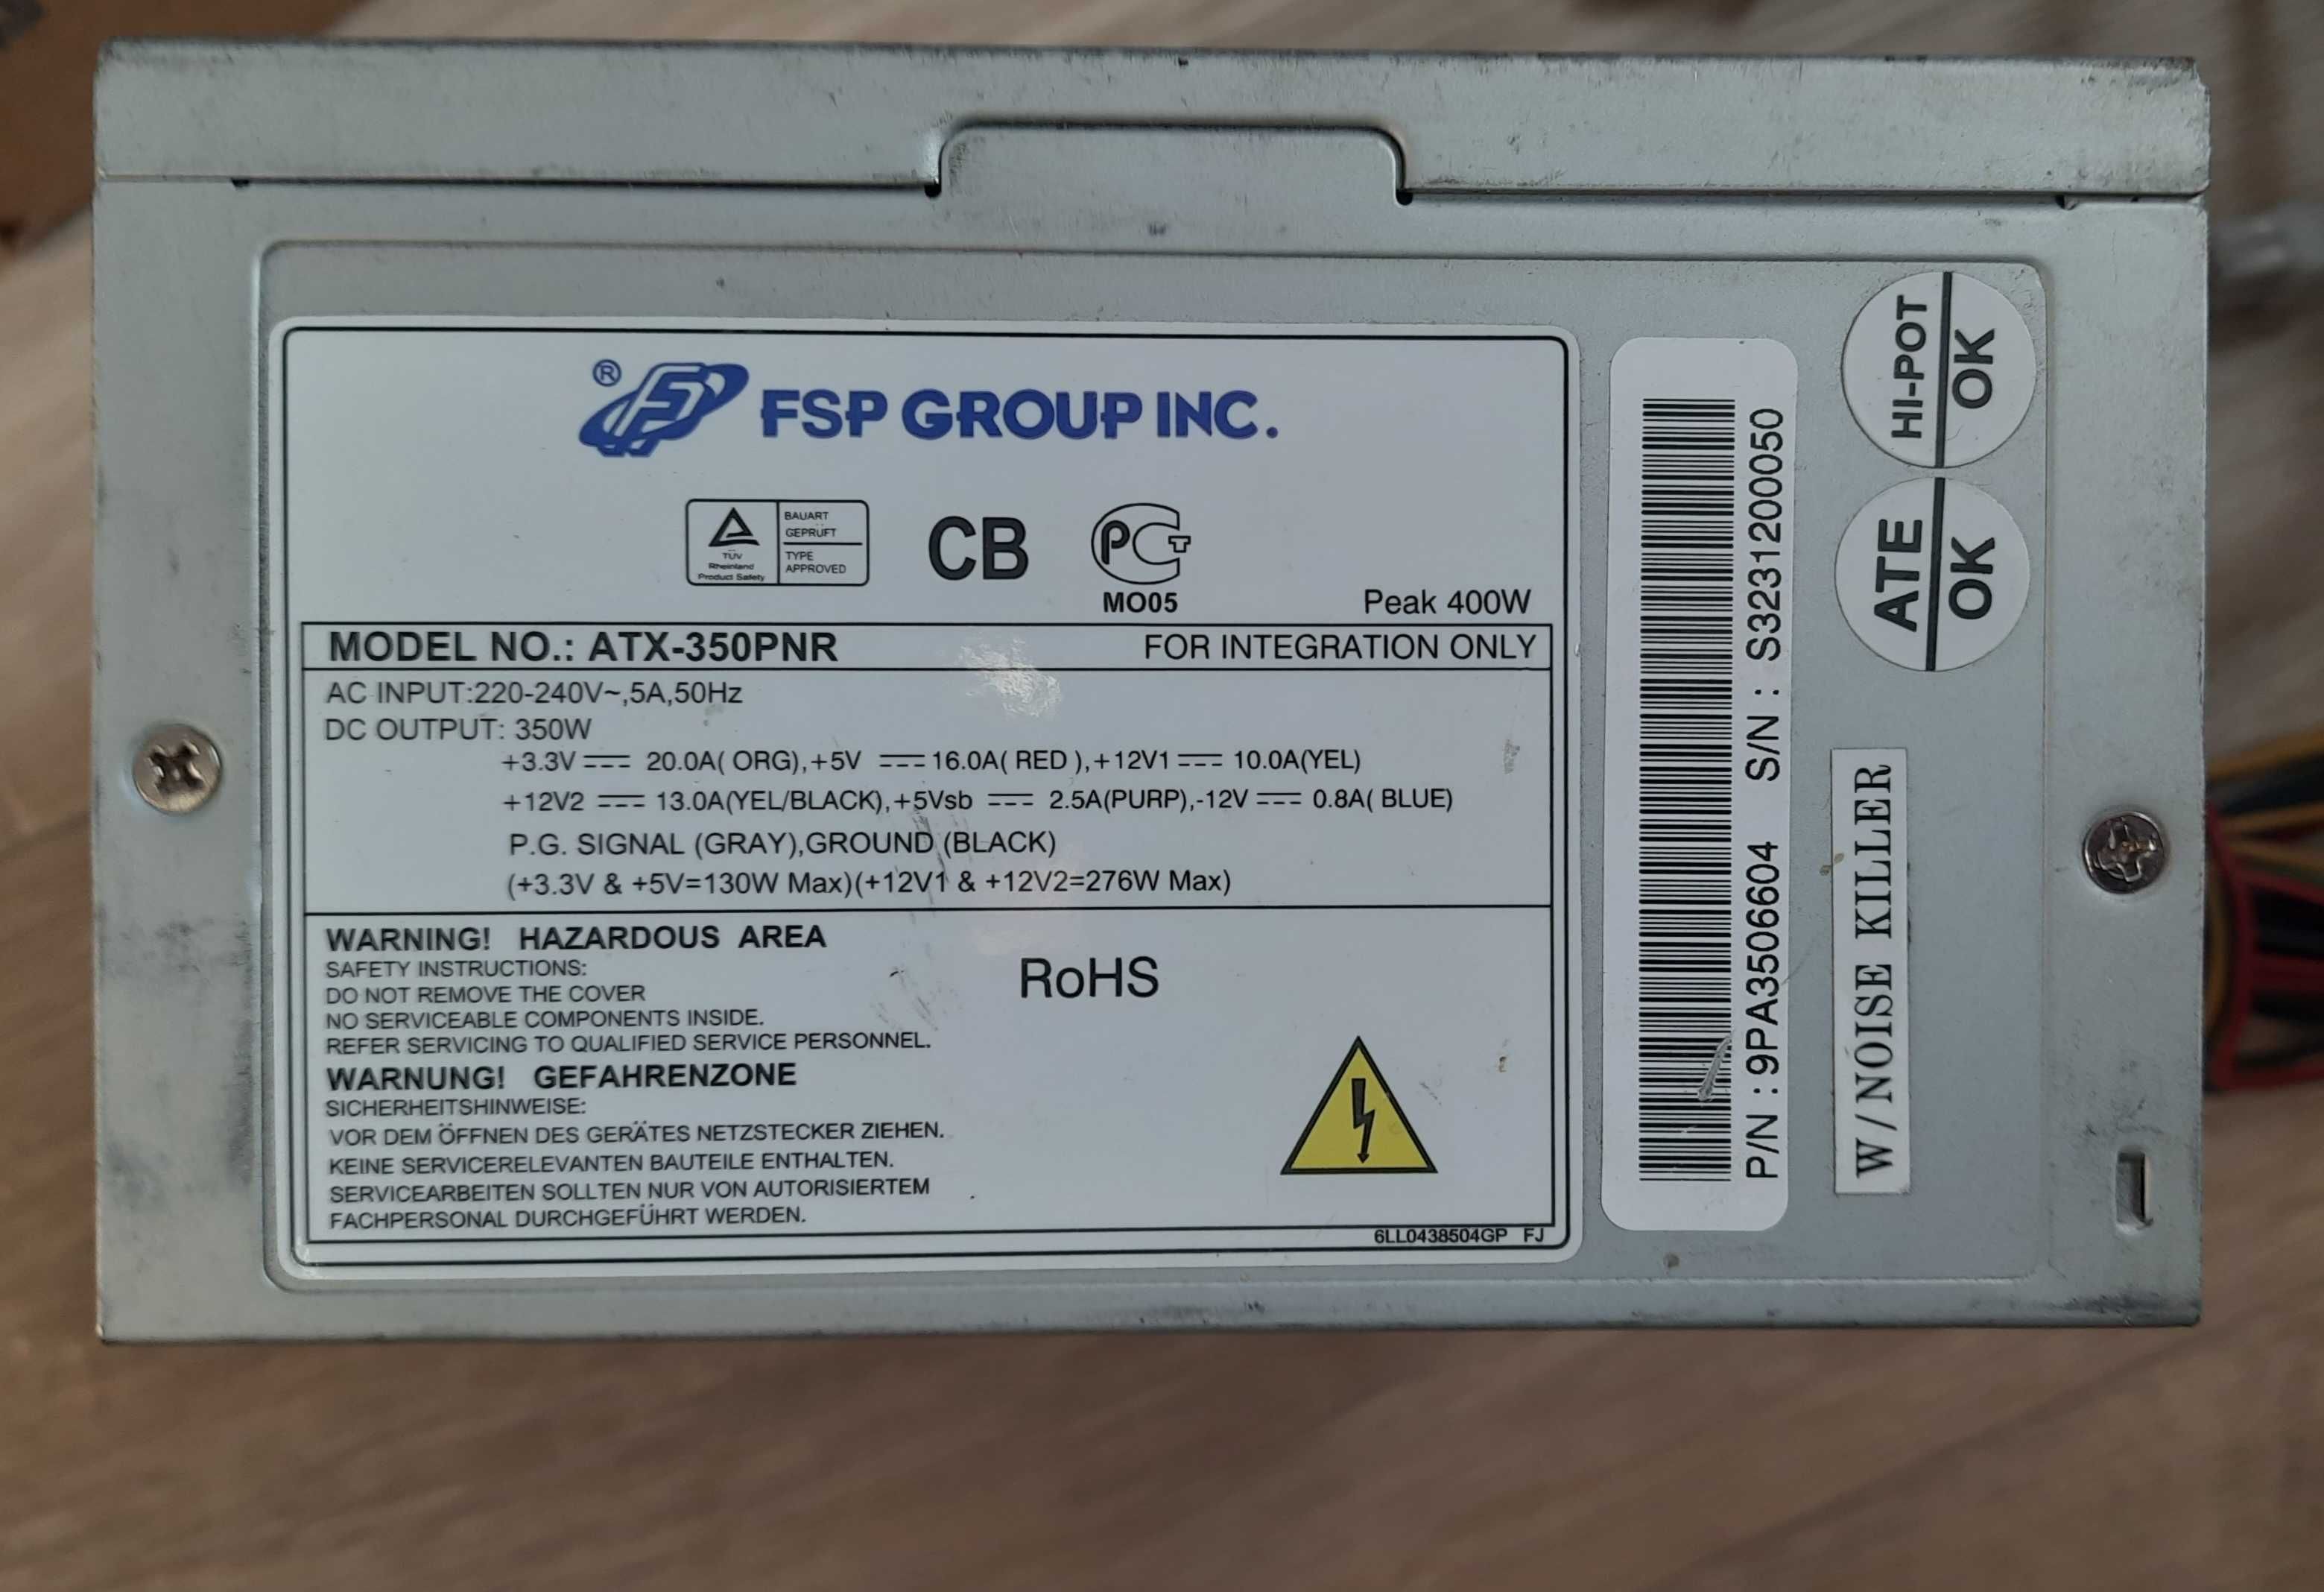 ® FSP GROUP INC.
TÜV
Rheinland
Product Safety
BAUART
GEPRÜFT
TYPE
APPROVED
CB
PCT
MO05
Peak 400W
MODEL NO.: ATX-350PNR FOR INTEGRATION ONLY
AC INPUT:220-240V~,5A,50Hz
DC OUTPUT: 350W
+3.3V ⎓ 20.0A( ORG),+5V ⎓ 16.0A( RED ),+12V1 ⎓ 10.0A(YEL)
+12V2 ⎓ 13.0A(YEL/BLACK),+5Vsb ⎓ 2.5A(PURP),-12V ⎓ 0.8A( BLUE)
P.G. SIGNAL (GRAY),GROUND (BLACK)
(+3.3V & +5V=130W Max)(+12V1 & +12V2=276W Max)
WARNING! HAZARDOUS AREA
SAFETY INSTRUCTIONS:
DO NOT REMOVE THE COVER
NO SERVICEABLE COMPONENTS INSIDE.
REFER SERVICING TO QUALIFIED SERVICE PERSONNEL.
WARNUNG! GEFAHRENZONE
SICHERHEITSHINWEISE:
VOR DEM ÖFFNEN DES GERÄTES NETZSTECKER ZIEHEN.
KEINE SERVICERELEVANTEN BAUTEILE ENTHALTEN.
SERVICEARBEITEN SOLLTEN NUR VON AUTORISIERTEM
FACHPERSONAL DURCHGEFÜHRT WERDEN.
RoHS
6LL0438504GP FJ
P/N : 9PA3506604 S/N : S3231200050
HI-POT
OK
ATE
OK
W/NOISE KILLER